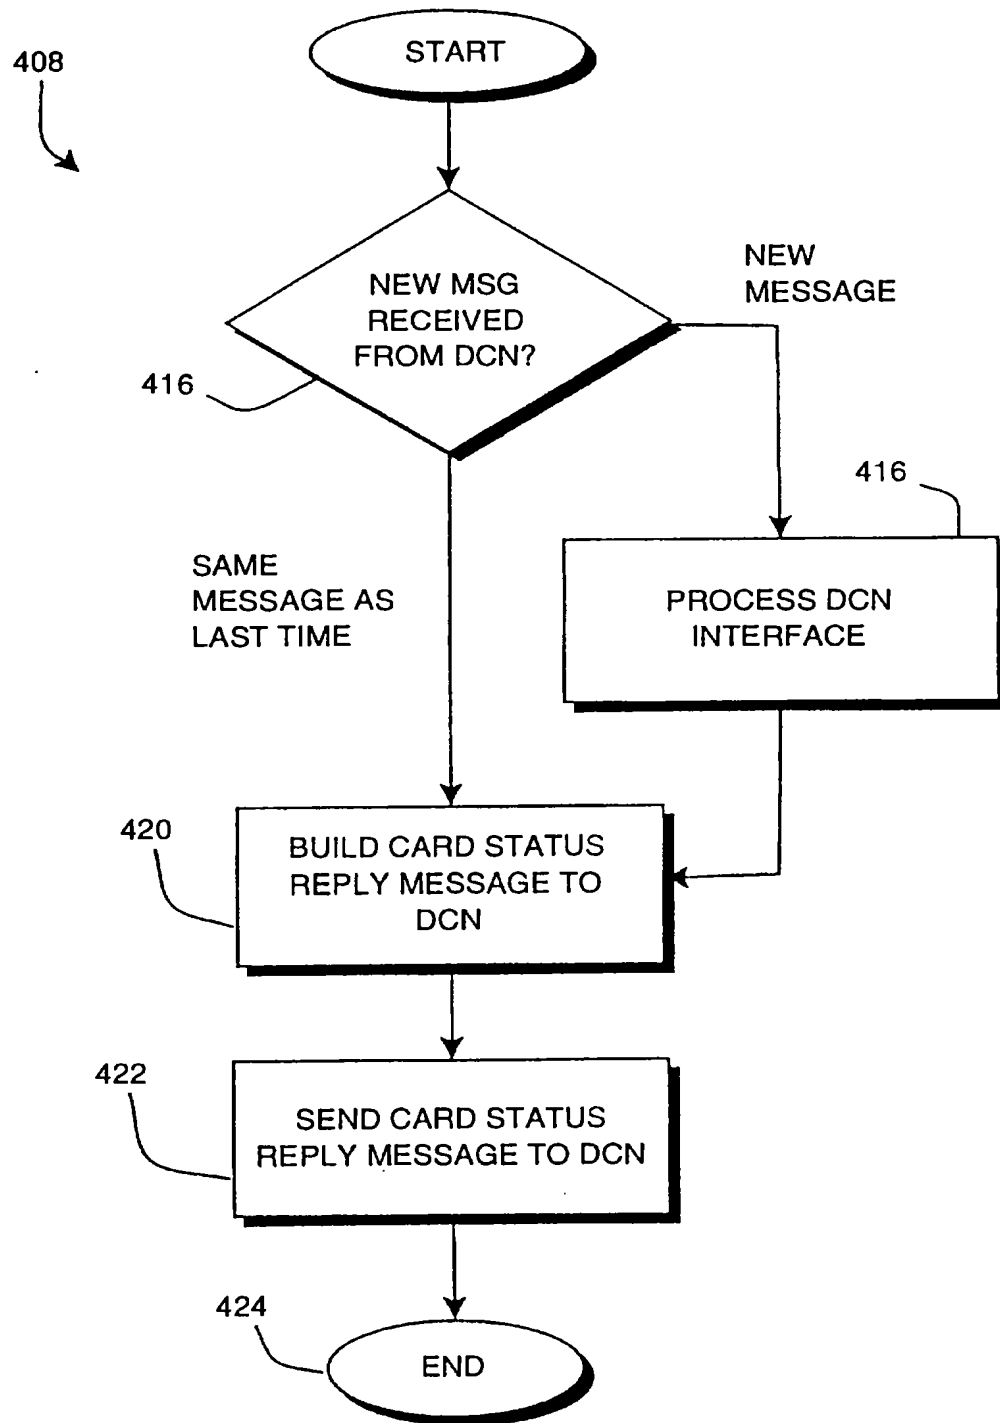 START
408
NEW MSG
RECEIVED
FROM DCN?
NEW
MESSAGE
416
416
SAME
MESSAGE AS
LAST TIME
PROCESS DCN
INTERFACE
420
BUILD CARD STATUS
REPLY MESSAGE TO
DCN
422
SEND CARD STATUS
REPLY MESSAGE TO DCN
424
END